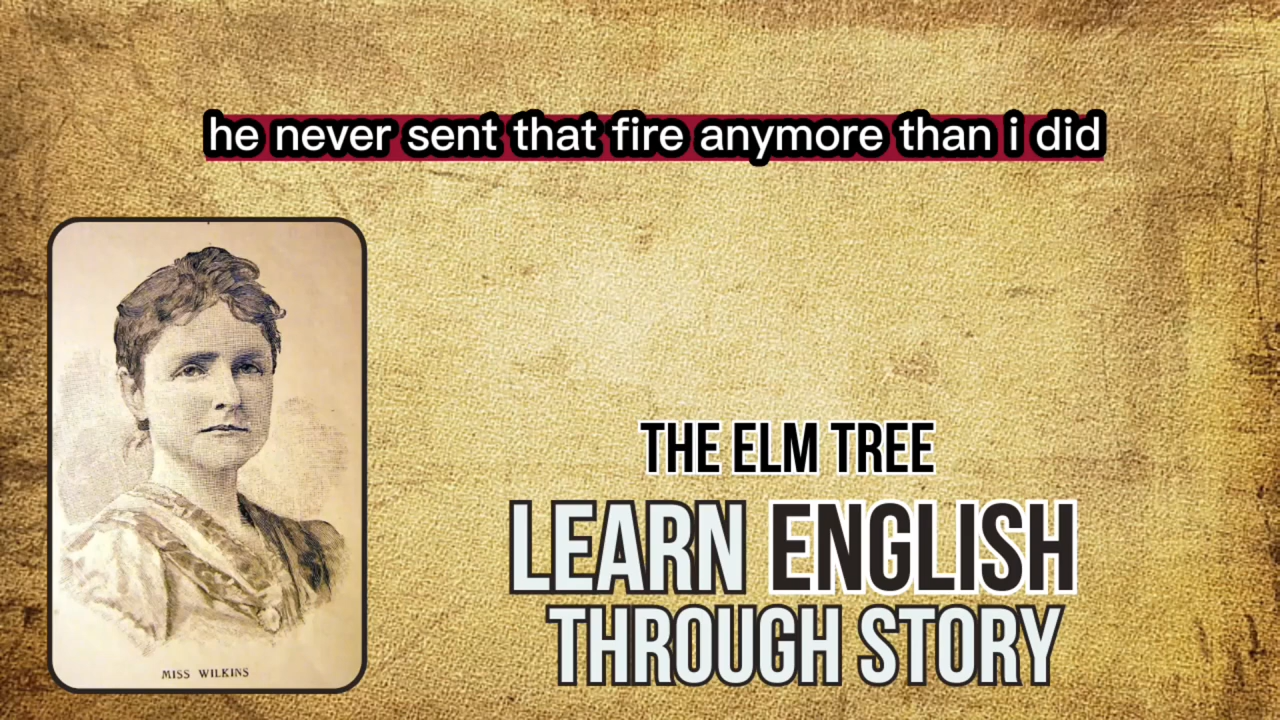 he never sent that fire anymore than i did
THE ELM TREE
LEARN ENGLISH
THROUGH STORY
MISS WILKINS